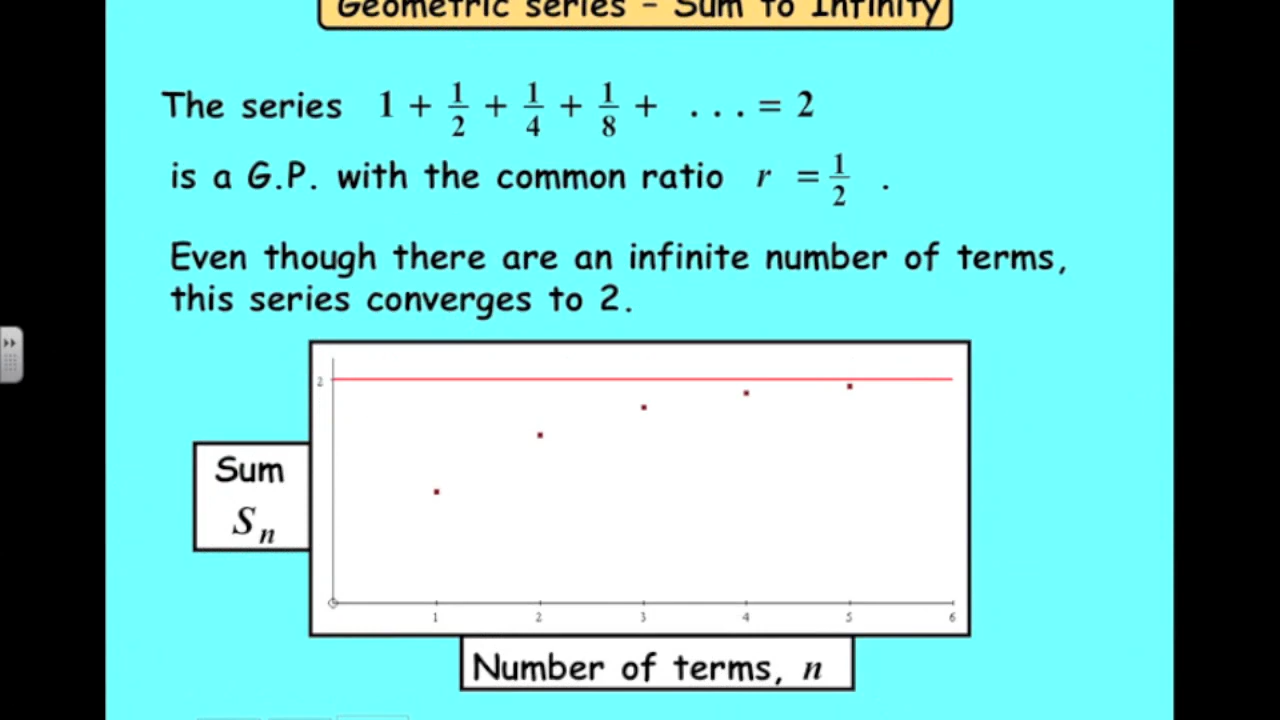 Geometric series – Sum to Infinity
The series 1 + 1/2 + 1/4 + 1/8 + . . . = 2
is a G.P. with the common ratio r = 1/2 .
Even though there are an infinite number of terms,
this series converges to 2.
2
Sum
Sₙ
1 2 3 4 5 6
Number of terms, n